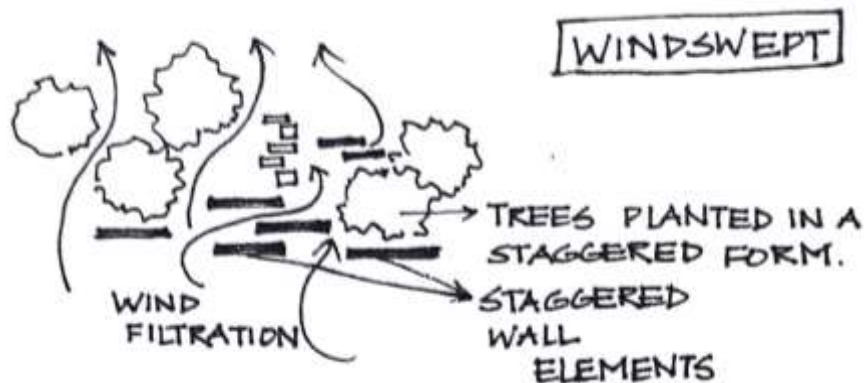 WINDSWEPT
TREES PLANTED IN A
STAGGERED FORM.
STAGGERED
WALL
ELEMENTS
WIND
FILTRATION